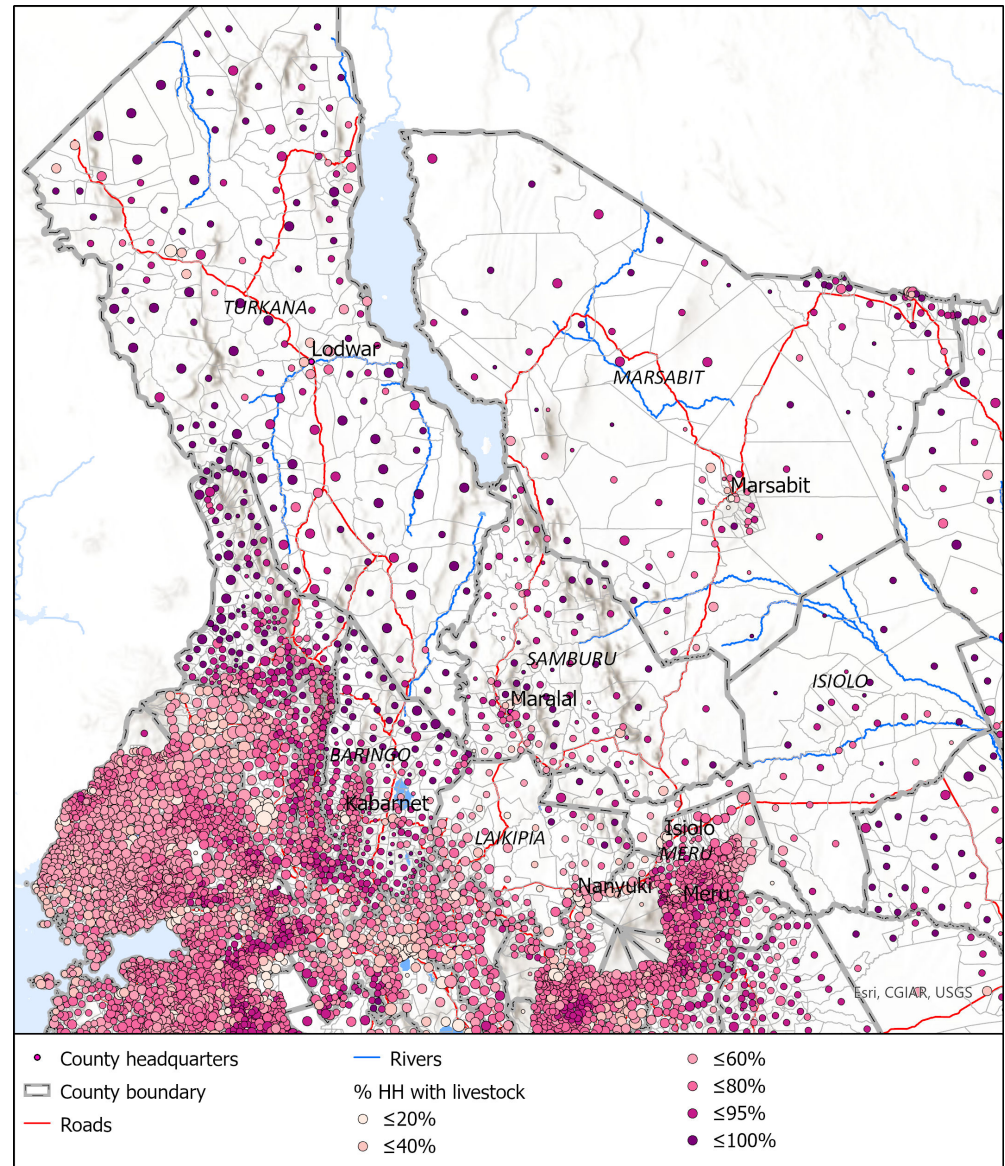 TURKANA
Lodwar
MARSABIT
Marsabit
SAMBURU
Maralal
ISIOLO
BARINGO
Kabarnet
LAIKIPIA
Isiolo
MERU
Nanyuki
Meru
Esri, CGIAR, USGS
County headquarters
County boundary
Roads
Rivers
% HH with livestock
≤20%
≤40%
≤60%
≤80%
≤95%
≤100%